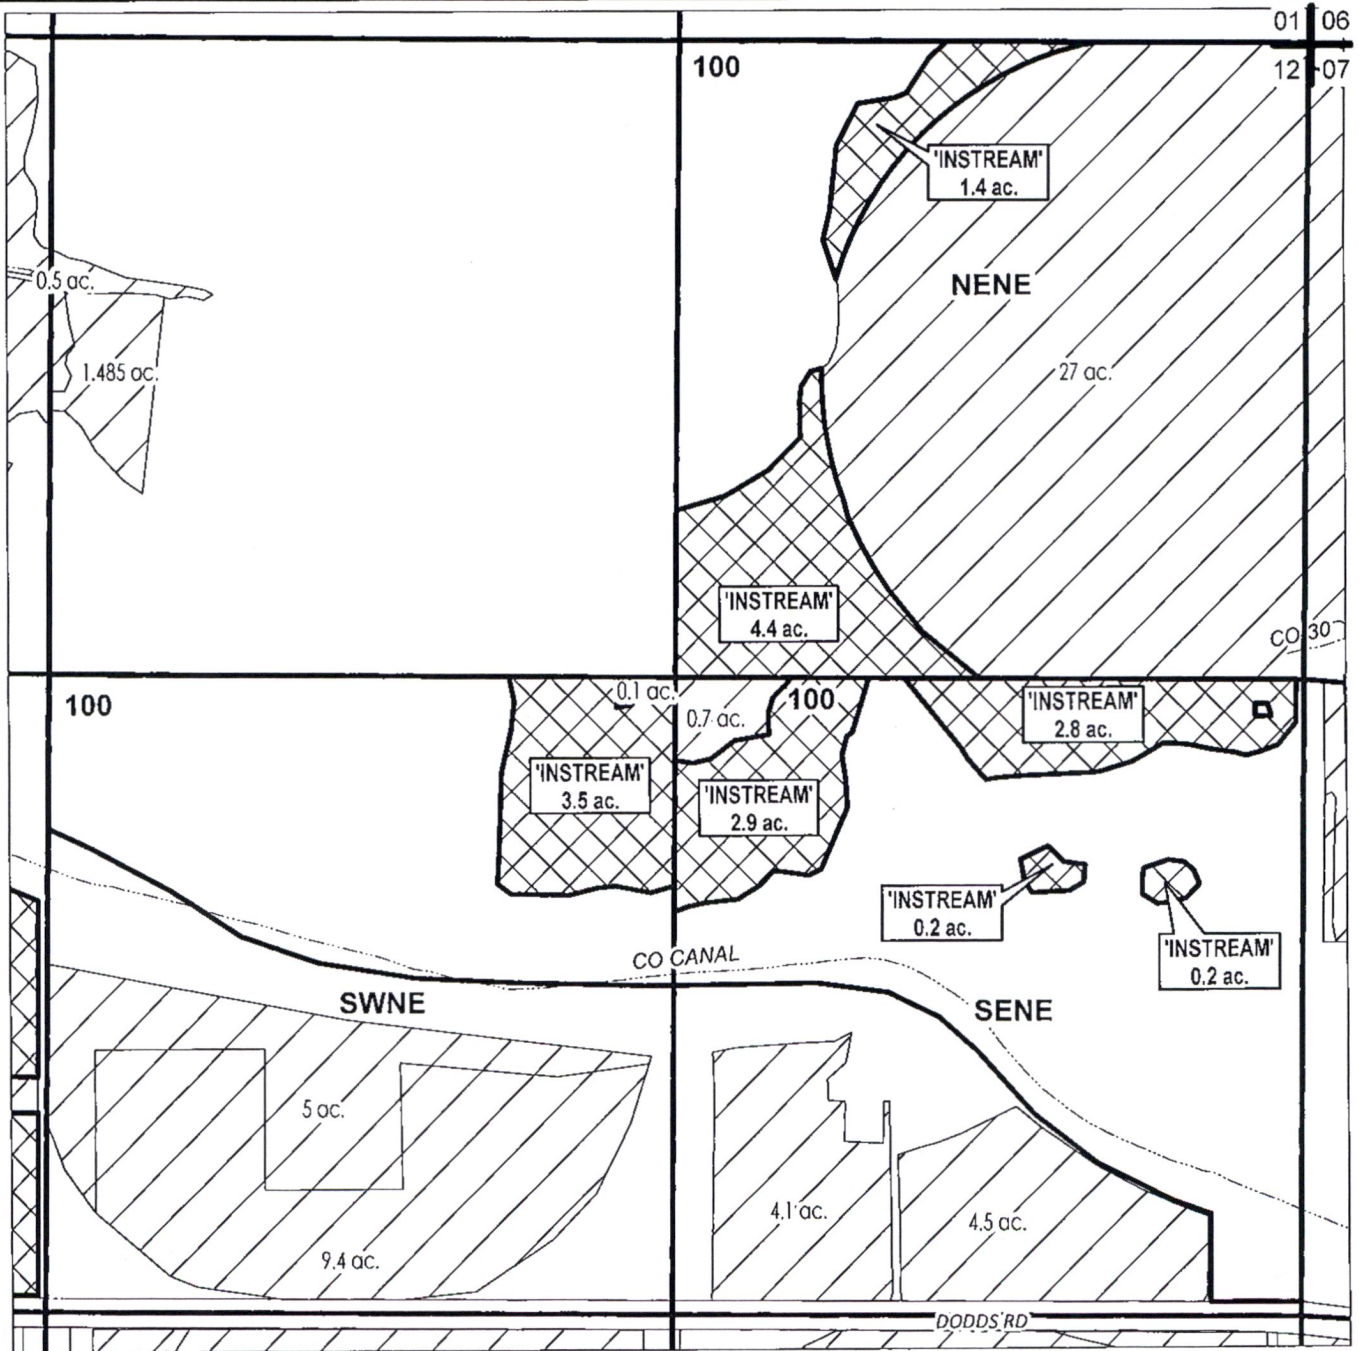 01 06
100
12 07
'INSTREAM'
1.4 ac.
0.5 ac.
NENE
1.485 ac.
27 ac.
'INSTREAM'
4.4 ac.
CO 30
100
0.1 ac.
0.7 ac.
100
'INSTREAM'
2.8 ac.
'INSTREAM'
3.5 ac.
'INSTREAM'
2.9 ac.
'INSTREAM'
0.2 ac.
'INSTREAM'
0.2 ac.
CO CANAL
SWNE
SENE
5 ac.
4.1 ac.
4.5 ac.
9.4 ac.
DODDS RD